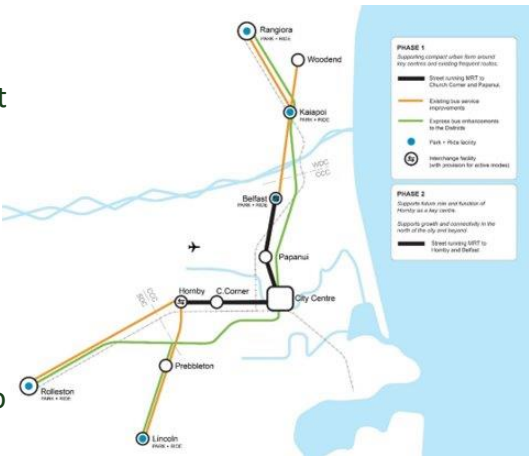 t
o
Rangiora
PARK + RIDE
Woodend
Kaiapoi
PARK + RIDE
WDC
CCC
Belfast
PARK + RIDE
Papanui
City Centre
Hornby
C.Corner
CCC
SDC
Prebbleton
Rolleston
PARK + RIDE
Lincoln
PARK + RIDE
PHASE 1
Supporting compact urban form around
key centres and existing frequent routes.
Street running MRT to
Church Corner and Papanui.
Existing bus service
improvements
Express bus enhancements
to the Districts
Park + Ride facility
Interchange facility
(with provision for active modes)
PHASE 2
Supports future role and function of
Hornby as a key centre.
Supports growth and connectivity in the
north of the city and beyond.
Street running MRT to
Hornby and Belfast